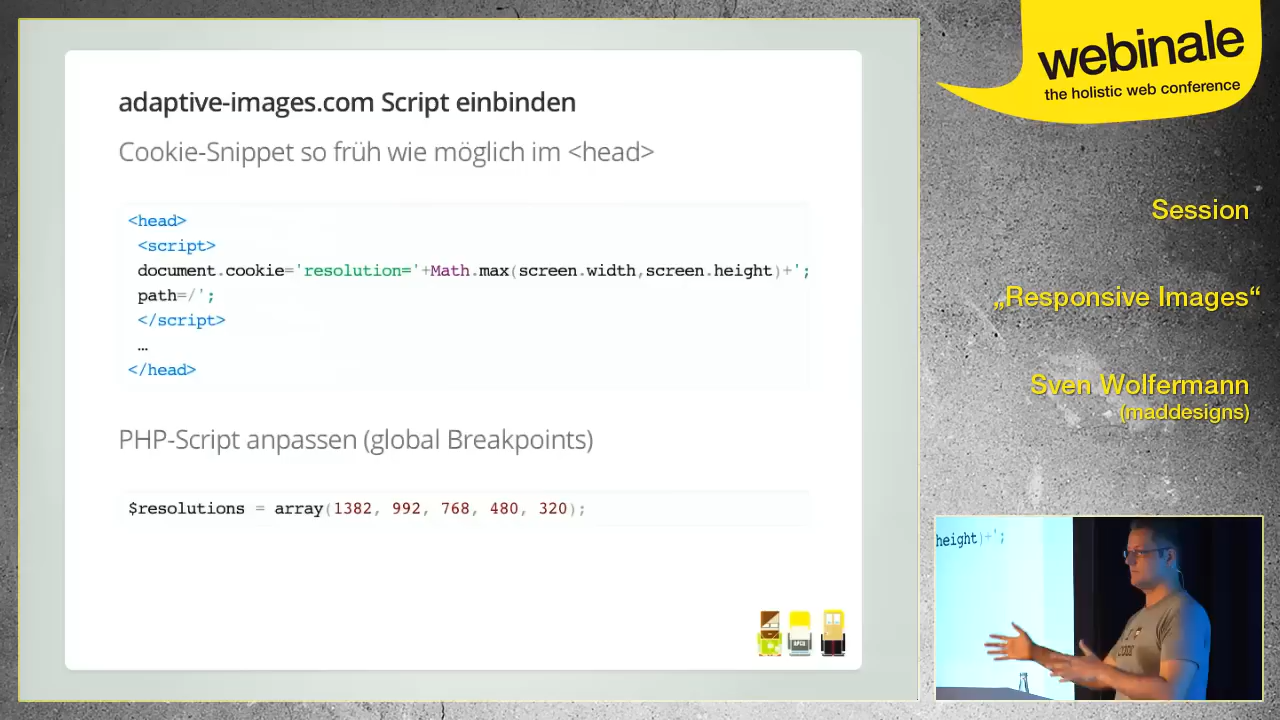 adaptive-images.com Script einbinden
Cookie-Snippet so früh wie möglich im <head>
<head>
<script>
document.cookie='resolution='+Math.max(screen.width,screen.height)+';
path=/';
</script>
…
</head>
PHP-Script anpassen (global Breakpoints)
$resolutions = array(1382, 992, 768, 480, 320);
webinale
the holistic web conference
Session
„Responsive Images“
Sven Wolfermann
(maddesigns)
height)+';